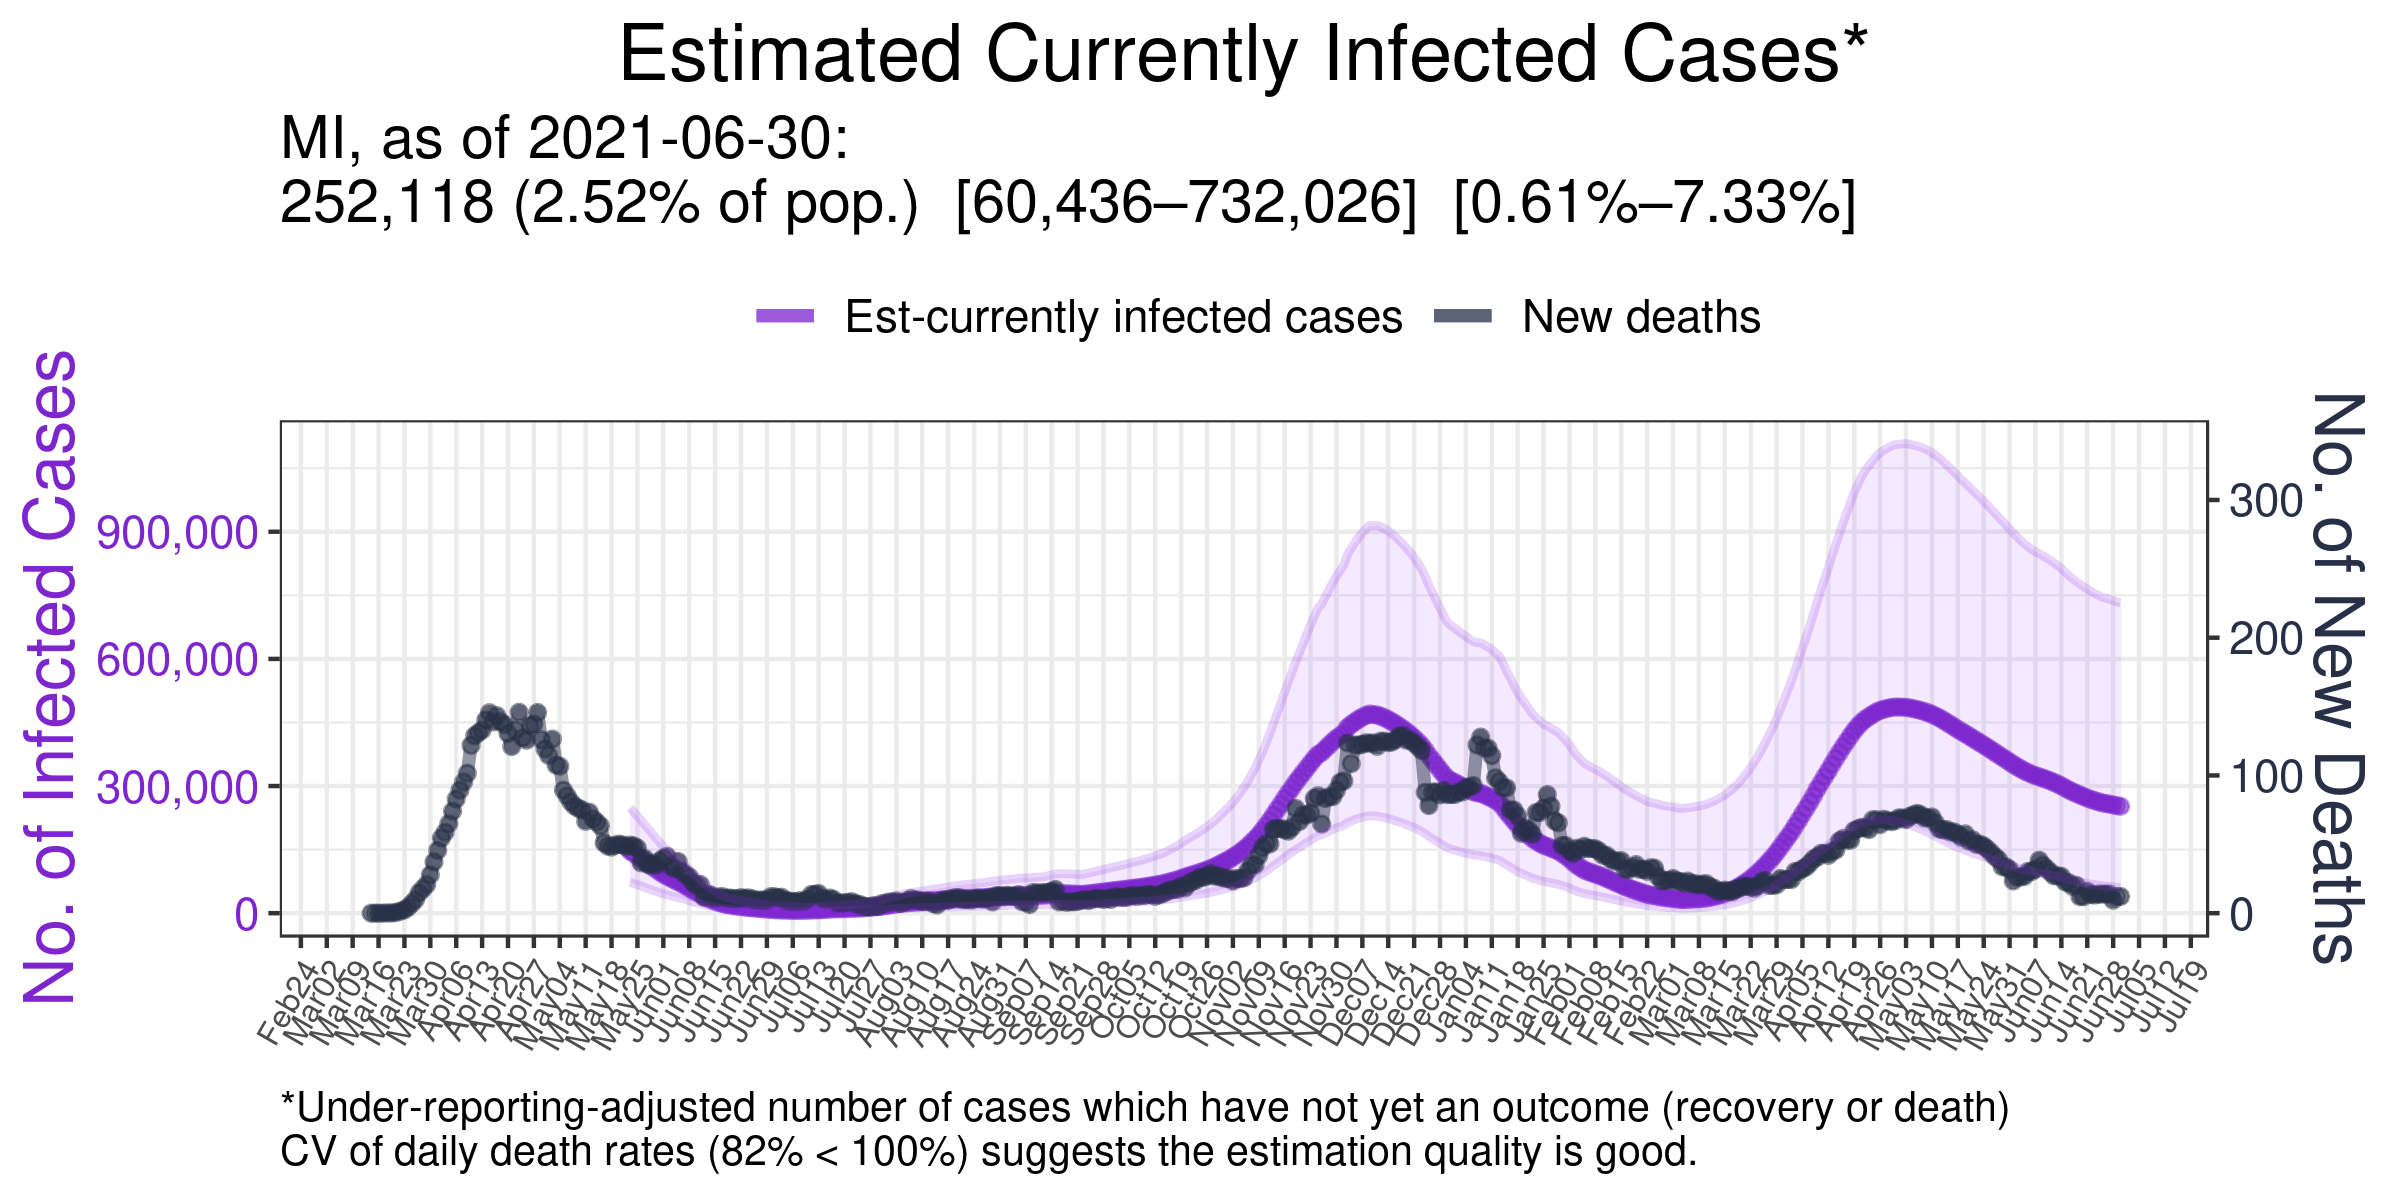 Estimated Currently Infected Cases*
MI, as of 2021-06-30:
252,118 (2.52% of pop.)  [60,436–732,026]  [0.61%–7.33%]
Est-currently infected cases
New deaths
No. of Infected Cases
900,000
600,000
300,000
0
300
200
100
0
No. of New Deaths
Feb24
Mar02
Mar09
Mar16
Mar23
Mar30
Apr06
Apr13
Apr20
Apr27
May04
May11
May18
May25
Jun01
Jun08
Jun15
Jun22
Jun29
Jul06
Jul13
Jul20
Jul27
Aug03
Aug10
Aug17
Aug24
Aug31
Sep07
Sep14
Sep21
Sep28
Oct05
Oct12
Oct19
Oct26
Nov02
Nov09
Nov16
Nov23
Nov30
Dec07
Dec14
Dec21
Dec28
Jan04
Jan11
Jan18
Jan25
Feb01
Feb08
Feb15
Feb22
Mar01
Mar08
Mar15
Mar22
Mar29
Apr05
Apr12
Apr19
Apr26
May03
May10
May17
May24
May31
Jun07
Jun14
Jun21
Jun28
Jul05
Jul12
Jul19
*Under-reporting-adjusted number of cases which have not yet an outcome (recovery or death)
CV of daily death rates (82% < 100%) suggests the estimation quality is good.